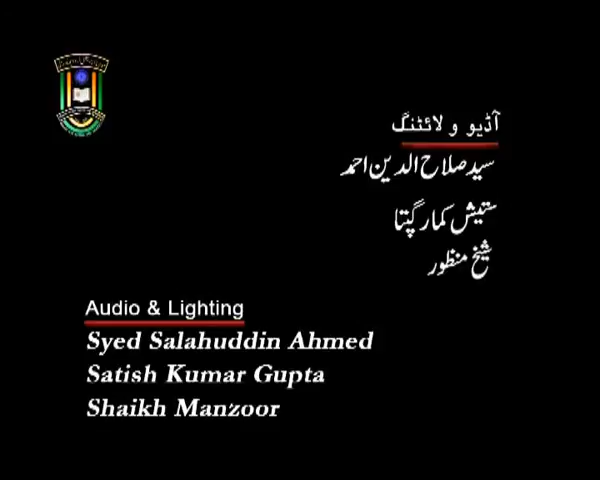 آڈیو و لائٹنگ
سید صلاح الدین احمد
ستیش کمار گپتا
شیخ منظور
Audio & Lighting
Syed Salahuddin Ahmed
Satish Kumar Gupta
Shaikh Manzoor